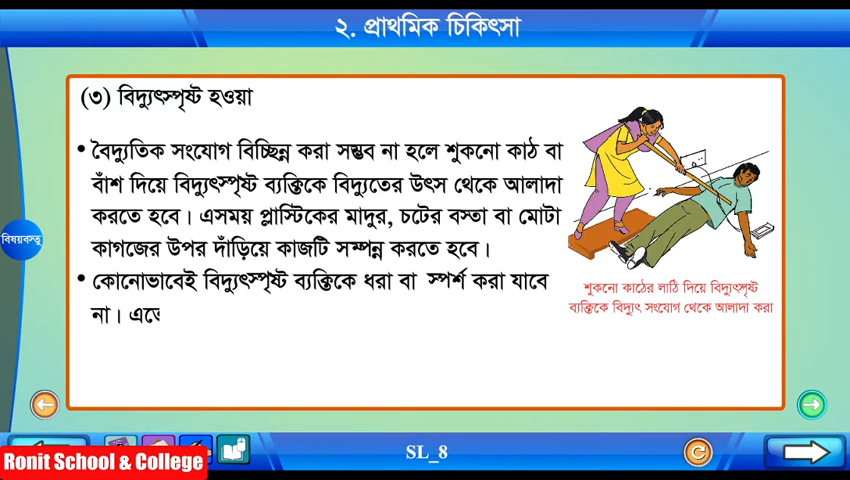 ২. প্রাথমিক চিকিৎসা
(৩) বিদ্যুৎস্পৃষ্ট হওয়া
• বৈদ্যুতিক সংযোগ বিচ্ছিন্ন করা সম্ভব না হলে শুকনো কাঠ বা
বাঁশ দিয়ে বিদ্যুৎস্পৃষ্ট ব্যক্তিকে বিদ্যুতের উৎস থেকে আলাদা
করতে হবে। এসময় প্লাস্টিকের মাদুর, চটের বস্তা বা মোটা
কাগজের উপর দাঁড়িয়ে কাজটি সম্পন্ন করতে হবে।
• কোনোভাবেই বিদ্যুৎস্পৃষ্ট ব্যক্তিকে ধরা বা স্পর্শ করা যাবে
না। এতে
শুকনো কাঠের লাঠি দিয়ে বিদ্যুৎস্পৃষ্ট
ব্যক্তিকে বিদ্যুৎ সংযোগ থেকে আলাদা করা
বিষয়বস্তু
SL_8
Ronit School & College